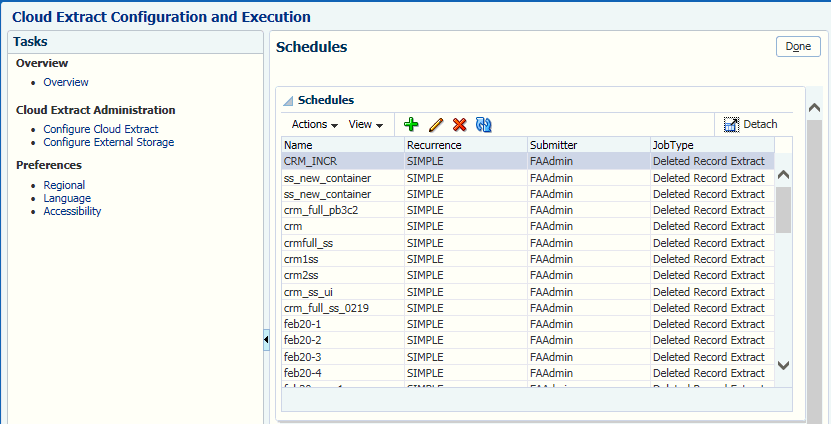 Cloud Extract Configuration and Execution
Tasks
Overview
Overview
Cloud Extract Administration
Configure Cloud Extract
Configure External Storage
Preferences
Regional
Language
Accessibility
Schedules
Done
Schedules
Actions View Detach
Name Recurrence Submitter JobType
CRM_INCR SIMPLE FAAdmin Deleted Record Extract
ss_new_container SIMPLE FAAdmin Deleted Record Extract
ss_new_container SIMPLE FAAdmin Deleted Record Extract
crm_full_pb3c2 SIMPLE FAAdmin Deleted Record Extract
crm SIMPLE FAAdmin Deleted Record Extract
crmfull_ss SIMPLE FAAdmin Deleted Record Extract
crm1ss SIMPLE FAAdmin Deleted Record Extract
crm2ss SIMPLE FAAdmin Deleted Record Extract
crm_ss_ui SIMPLE FAAdmin Deleted Record Extract
crm_full_ss_0219 SIMPLE FAAdmin Deleted Record Extract
feb20-1 SIMPLE FAAdmin Deleted Record Extract
feb20-2 SIMPLE FAAdmin Deleted Record Extract
feb20-3 SIMPLE FAAdmin Deleted Record Extract
feb20-4 SIMPLE FAAdmin Deleted Record Extract
SIMPLE FAAdmin Deleted Record Extract